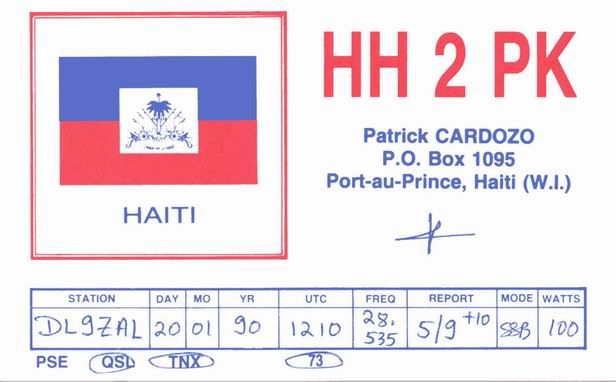 HH 2 PK
Patrick CARDOZO
P.O. Box 1095
Port-au-Prince, Haiti (W.I.)
HAITI
STATION DAY MO YR UTC FREQ REPORT MODE WATTS
DL9ZAL 20 01 90 1210 28.535 5/9 +10 SSB 100
PSE QSL TNX 73